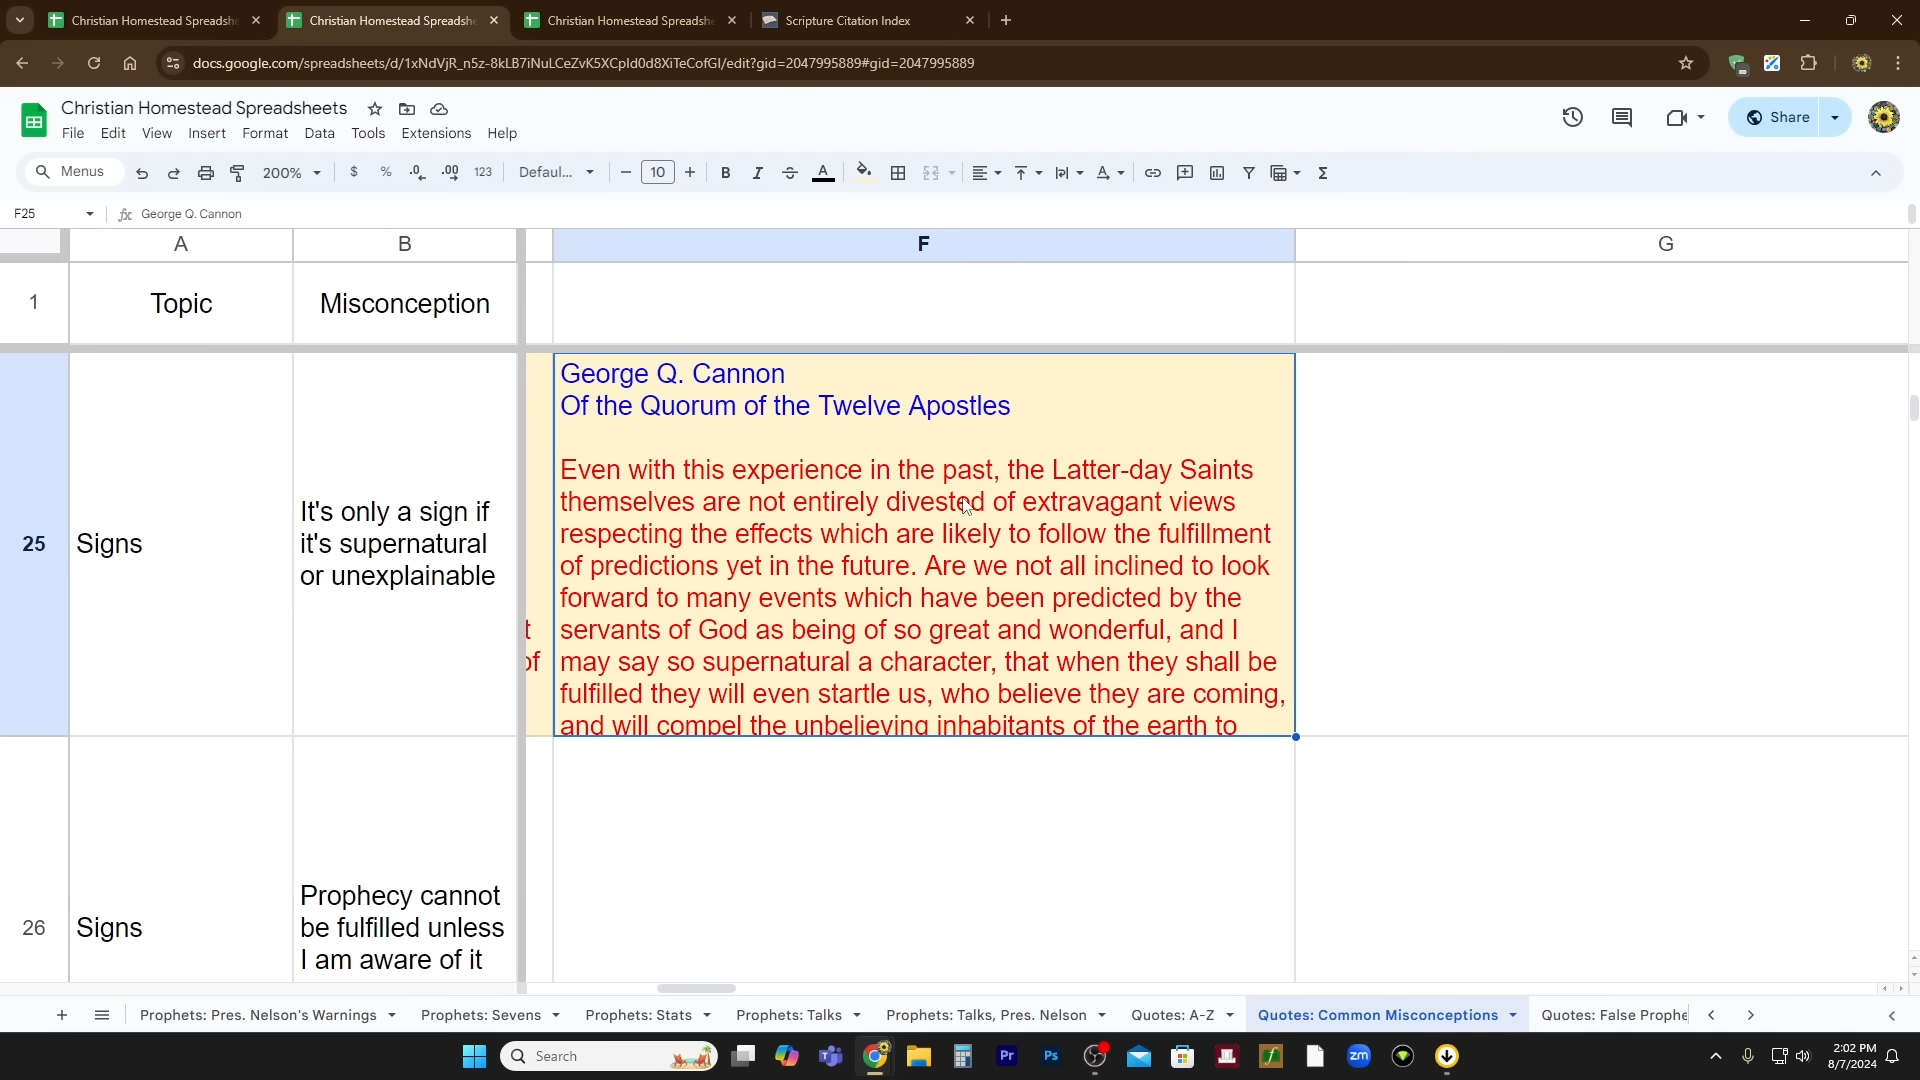 Christian Homestead Spreadsh
Christian Homestead Spreadsh
Christian Homestead Spreadsh
Scripture Citation Index
docs.google.com/spreadsheets/d/1xNdVjR_n5z-8kLB7iNuLCeZvK5XCpId0d8XiTeCofGI/edit?gid=2047995889#gid=2047995889
Christian Homestead Spreadsheets
Share
File Edit View Insert Format Data Tools Extensions Help
Menus 200% $ % .0 .00 123 Defaul... 10 B I A
F25 fx George Q. Cannon
A B F G
1 Topic Misconception
George Q. Cannon
Of the Quorum of the Twelve Apostles
Even with this experience in the past, the Latter-day Saints
themselves are not entirely divested of extravagant views
respecting the effects which are likely to follow the fulfillment
of predictions yet in the future. Are we not all inclined to look
forward to many events which have been predicted by the
servants of God as being of so great and wonderful, and I
may say so supernatural a character, that when they shall be
fulfilled they will even startle us, who believe they are coming,
and will compel the unbelieving inhabitants of the earth to
25 Signs
It's only a sign if
it's supernatural
or unexplainable
t
of
26 Signs
Prophecy cannot
be fulfilled unless
I am aware of it
Prophets: Pres. Nelson's Warnings
Prophets: Sevens
Prophets: Stats
Prophets: Talks
Prophets: Talks, Pres. Nelson
Quotes: A-Z
Quotes: Common Misconceptions
Quotes: False Prophe
Search
Pr
Ps
zm
2:02 PM
8/7/2024